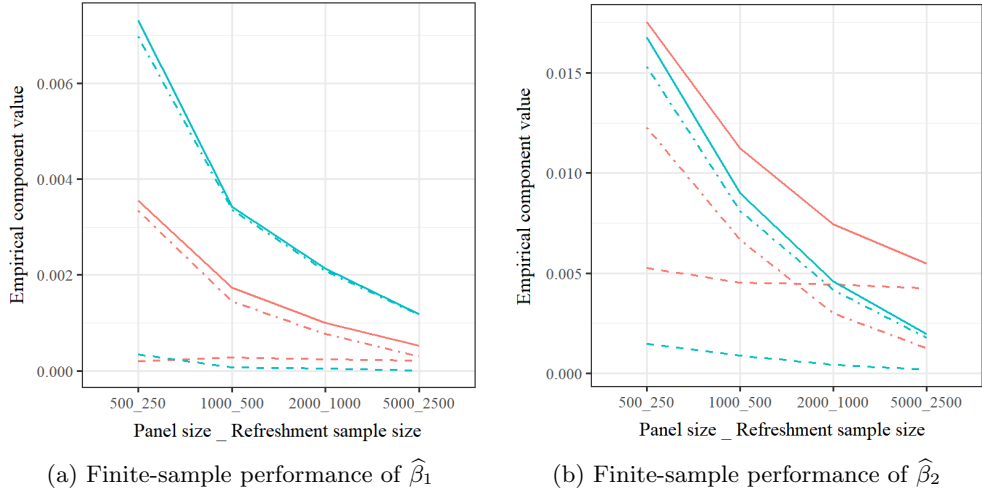 Empirical component value
0.006
0.004
0.002
0.000
500_250
1000_500
2000_1000
5000_2500
Panel size _ Refreshment sample size
(a) Finite-sample performance of β̂₁
Empirical component value
0.015
0.010
0.005
0.000
500_250
1000_500
2000_1000
5000_2500
Panel size _ Refreshment sample size
(b) Finite-sample performance of β̂₂